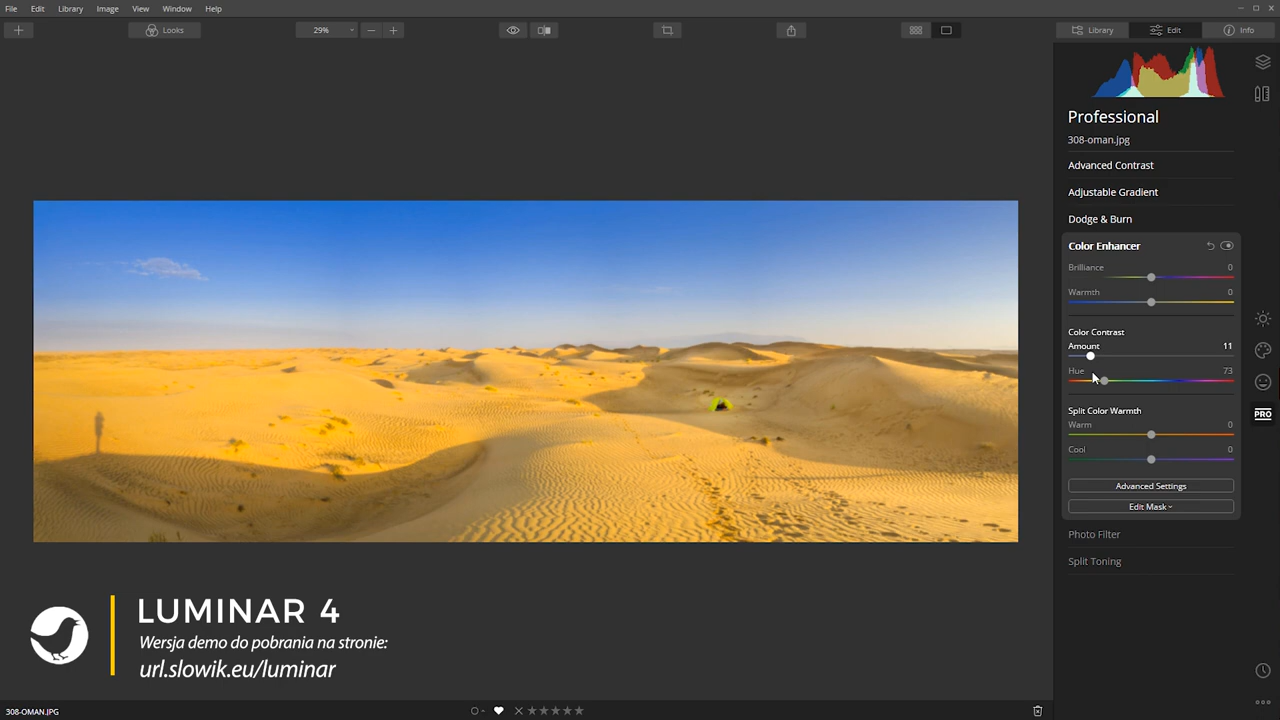 File Edit Library Image View Window Help
Looks 29% Library Edit Info
Professional
308-oman.jpg
Advanced Contrast
Adjustable Gradient
Dodge & Burn
Color Enhancer
Brilliance 0
Warmth 0
Color Contrast
Amount 11
Hue 73
Split Color Warmth
Warm 0
Cool 0
Advanced Settings
Edit Mask
Photo Filter
Split Toning
PRO
LUMINAR 4
Wersja demo do pobrania na stronie:
url.slowik.eu/luminar
308-OMAN.JPG